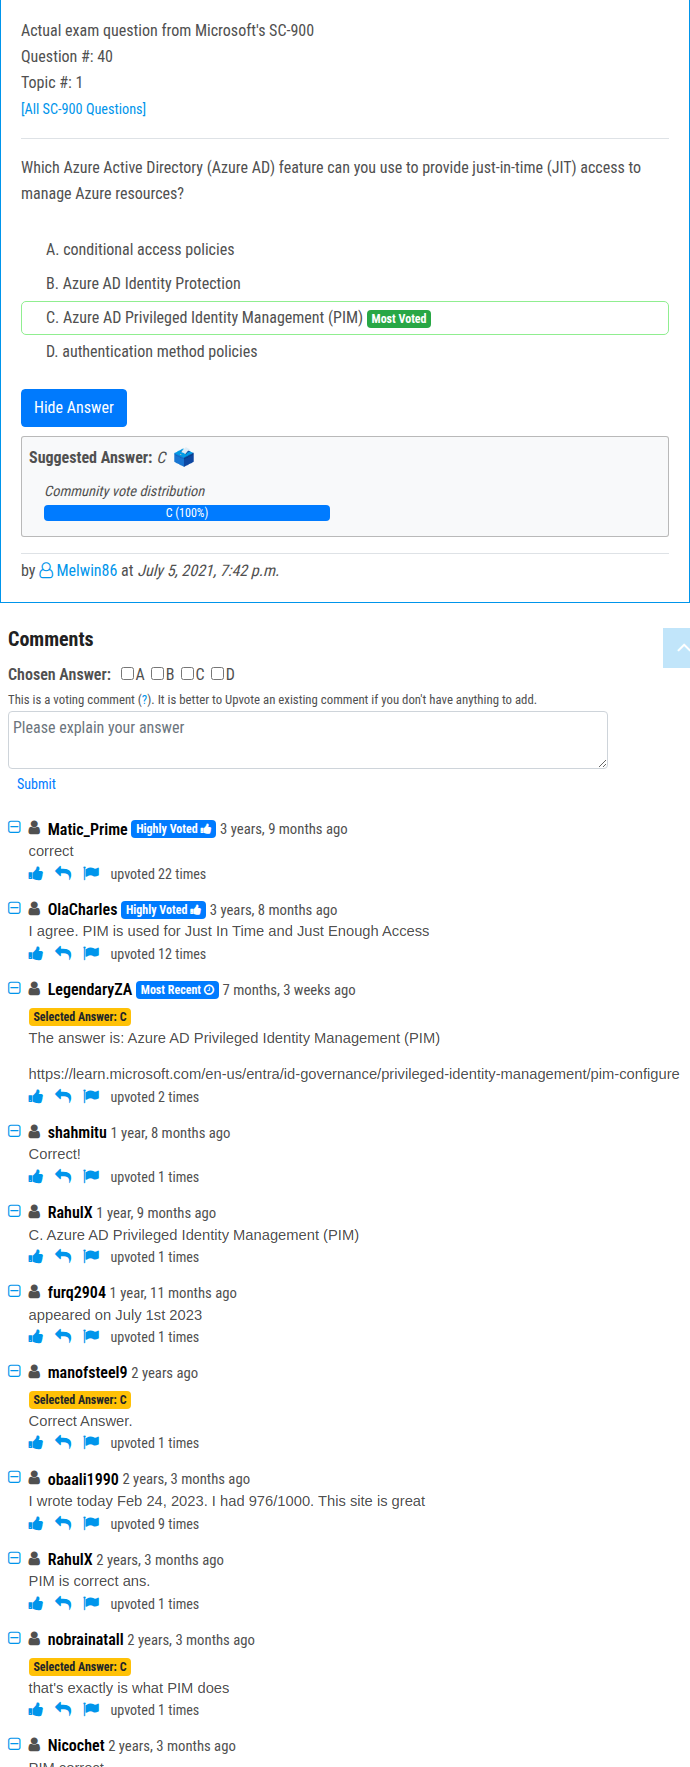 Actual exam question from Microsoft's SC-900
Question #: 40
Topic #: 1
[All SC-900 Questions]
Which Azure Active Directory (Azure AD) feature can you use to provide just-in-time (JIT) access to
manage Azure resources?
A. conditional access policies
B. Azure AD Identity Protection
C. Azure AD Privileged Identity Management (PIM) Most Voted
D. authentication method policies
Hide Answer
Suggested Answer: C
Community vote distribution
C (100%)
by Melwin86 at July 5, 2021, 7:42 p.m.
Comments
Chosen Answer: A B C D
This is a voting comment (?). It is better to Upvote an existing comment if you don't have anything to add.
Please explain your answer
Submit
Matic_Prime Highly Voted 3 years, 9 months ago
correct
upvoted 22 times
OlaCharles Highly Voted 3 years, 8 months ago
I agree. PIM is used for Just In Time and Just Enough Access
upvoted 12 times
LegendaryZA Most Recent 7 months, 3 weeks ago
Selected Answer: C
The answer is: Azure AD Privileged Identity Management (PIM)
https://learn.microsoft.com/en-us/entra/id-governance/privileged-identity-management/pim-configure
upvoted 2 times
shahmitu 1 year, 8 months ago
Correct!
upvoted 1 times
RahulX 1 year, 9 months ago
C. Azure AD Privileged Identity Management (PIM)
upvoted 1 times
furq2904 1 year, 11 months ago
appeared on July 1st 2023
upvoted 1 times
manofsteel9 2 years ago
Selected Answer: C
Correct Answer.
upvoted 1 times
obaali1990 2 years, 3 months ago
I wrote today Feb 24, 2023. I had 976/1000. This site is great
upvoted 9 times
RahulX 2 years, 3 months ago
PIM is correct ans.
upvoted 1 times
nobrainatall 2 years, 3 months ago
Selected Answer: C
that's exactly is what PIM does
upvoted 1 times
Nicochet 2 years, 3 months ago
PIM correct